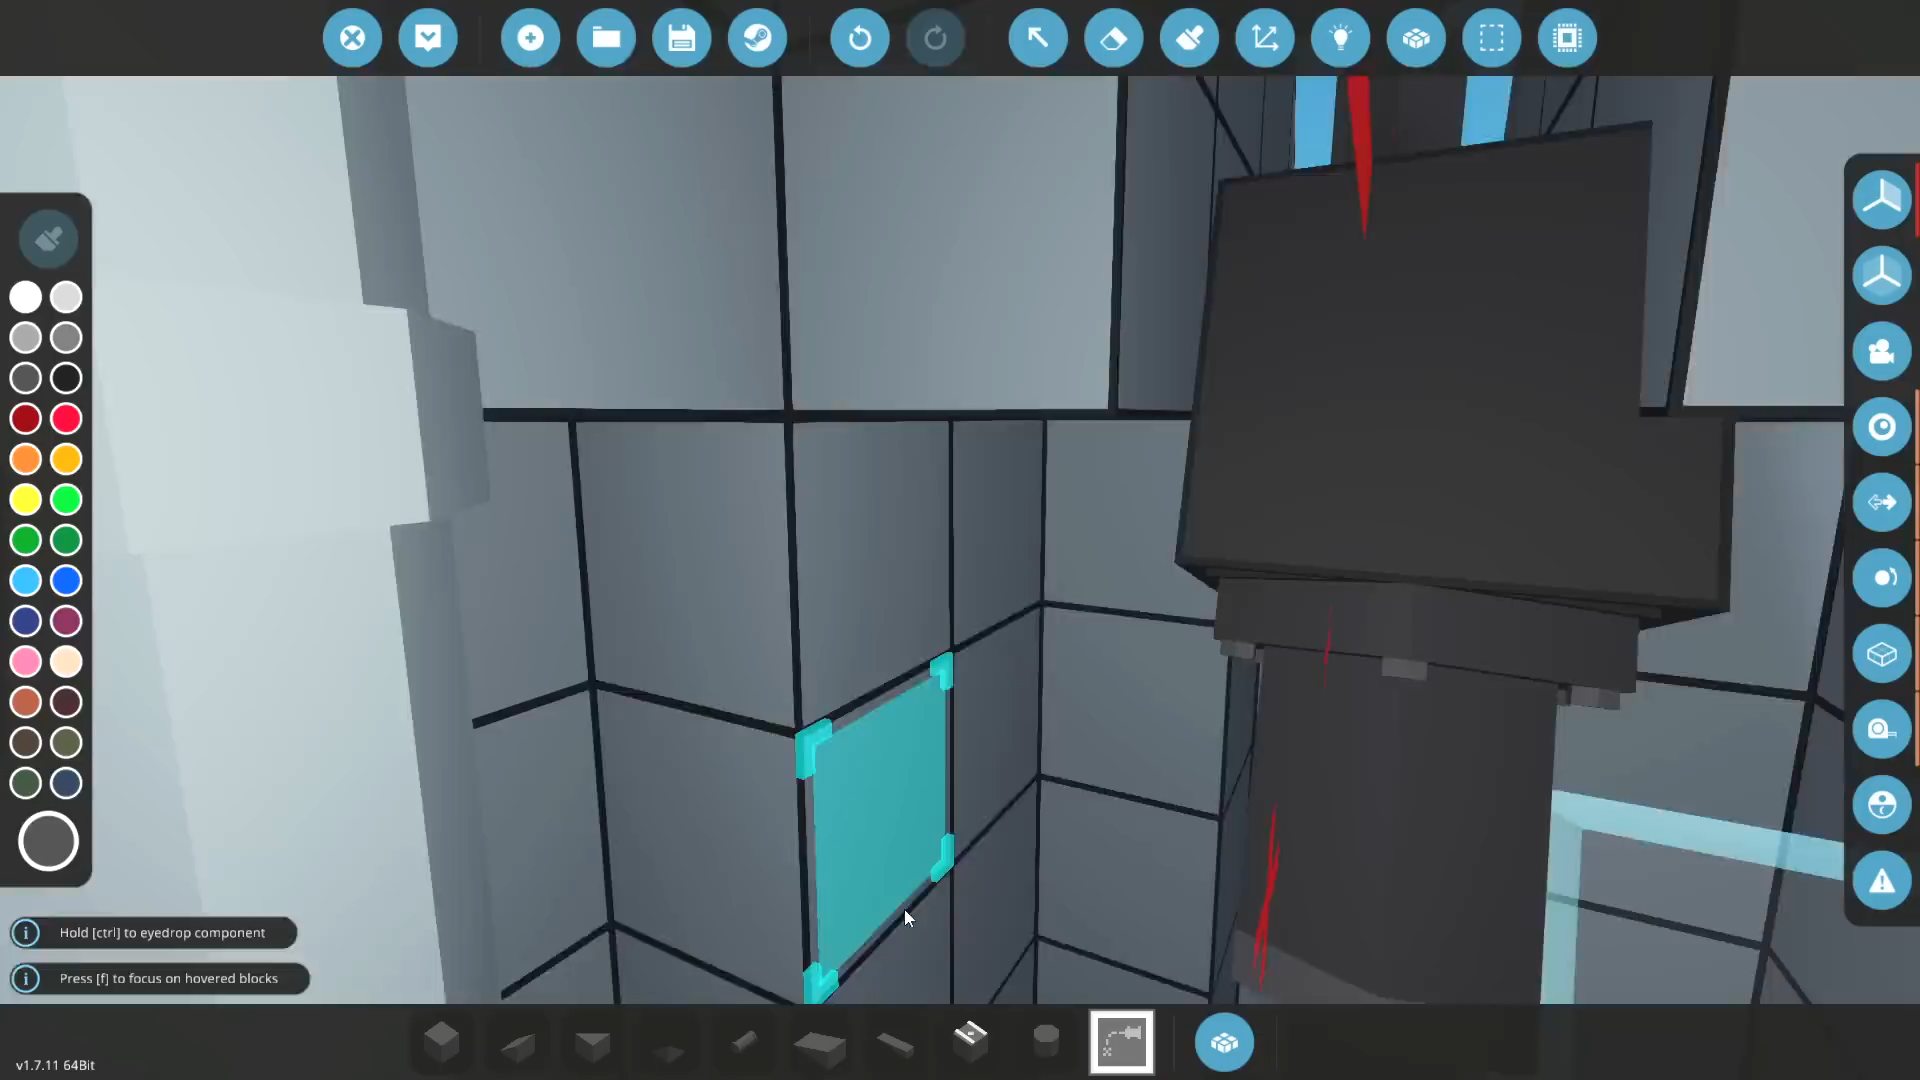 Hold [ctrl] to eyedrop component
Press [f] to focus on hovered blocks
v1.7.11 64Bit